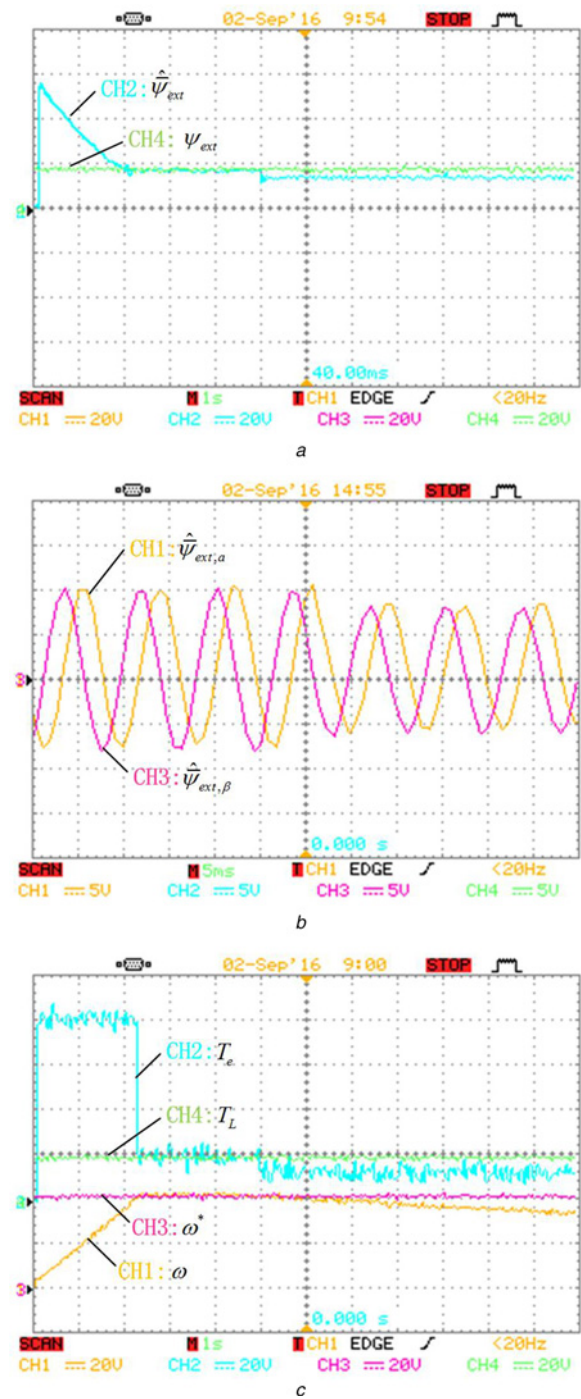 02-Sep'16 9:54 STOP
CH2: ψ̂̄ext
CH4: ψext
40.00ms
SCAN M 1s T CH1 EDGE <20Hz
CH1 20V CH2 20V CH3 20V CH4 20V
a
02-Sep'16 14:55 STOP
CH1: ψ̂̄ext,α
3
CH3: ψ̂̄ext,β
0.000 s
SCAN M 5ms T CH1 EDGE <20Hz
CH1 5V CH2 5V CH3 5V CH4 5V
b
02-Sep'16 9:00 STOP
CH2: Te
CH4: TL
CH3: ω*
3
CH1: ω
0.000 s
SCAN M 1s T CH1 EDGE <20Hz
CH1 20V CH2 20V CH3 20V CH4 20V
c